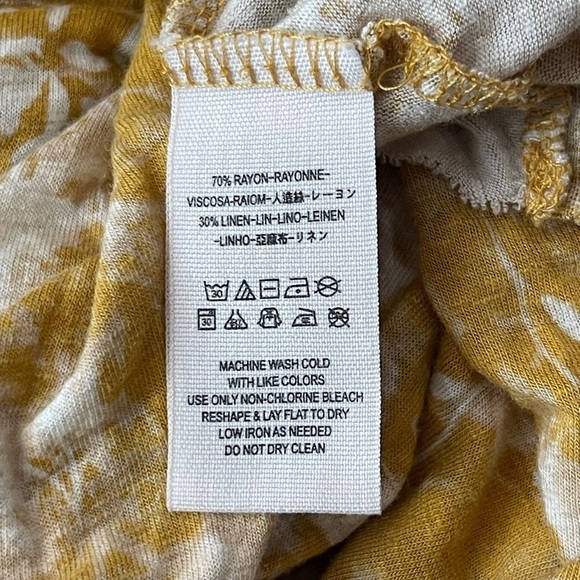 70% RAYON-RAYONNE-
VISCOSA-RAIOM-人造絲-レーヨン
30% LINEN-LIN-LINO-LEINEN
-LINHO-亞麻布-リネン
30
30
MACHINE WASH COLD
WITH LIKE COLORS
USE ONLY NON-CHLORINE BLEACH
RESHAPE & LAY FLAT TO DRY
LOW IRON AS NEEDED
DO NOT DRY CLEAN